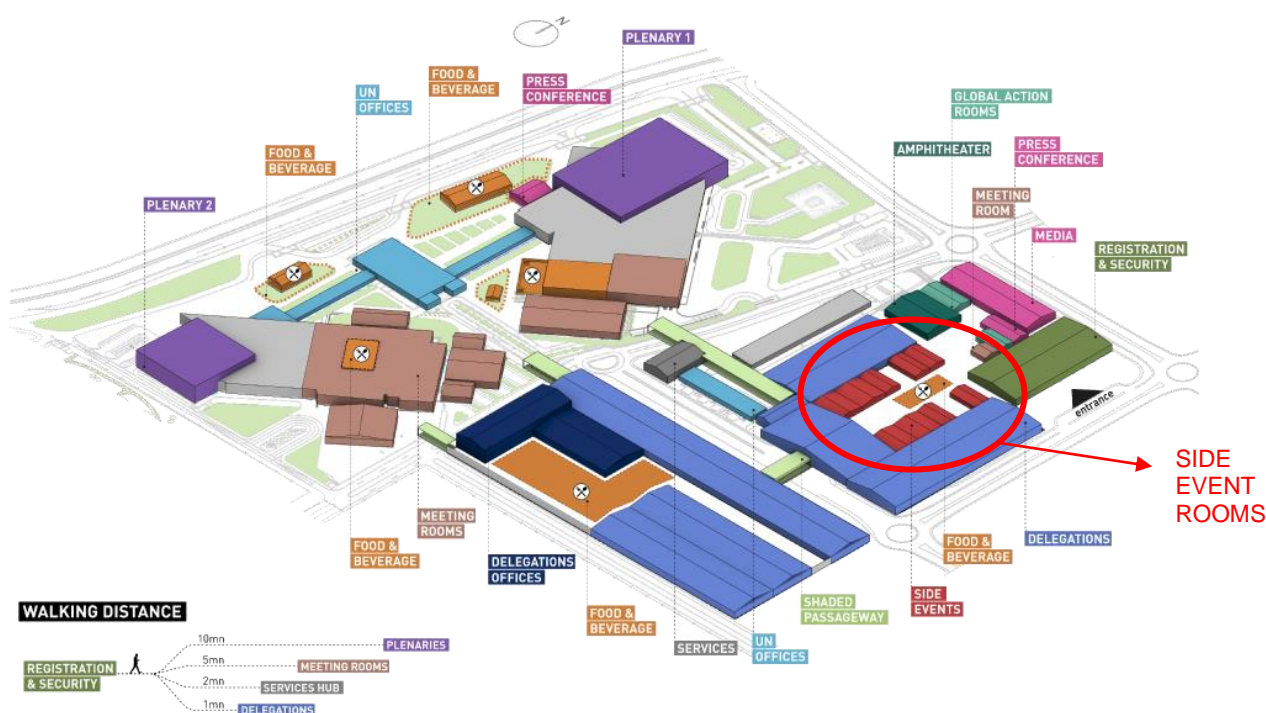 N
PLENARY 1
FOOD &
BEVERAGE
PRESS
CONFERENCE
UN
OFFICES
GLOBAL ACTION
ROOMS
AMPHITHEATER
PRESS
CONFERENCE
FOOD &
BEVERAGE
MEETING
ROOM
PLENARY 2
MEDIA
REGISTRATION
& SECURITY
entrance
SIDE
EVENT
ROOMS
MEETING
ROOMS
FOOD &
BEVERAGE
DELEGATIONS
OFFICES
FOOD &
BEVERAGE
DELEGATIONS
SIDE
EVENTS
SHADED
PASSAGEWAY
FOOD &
BEVERAGE
SERVICES
UN
OFFICES
WALKING DISTANCE
10mn
PLENARIES
5mn
MEETING ROOMS
REGISTRATION
& SECURITY
2mn
SERVICES HUB
1mn
DELEGATIONS